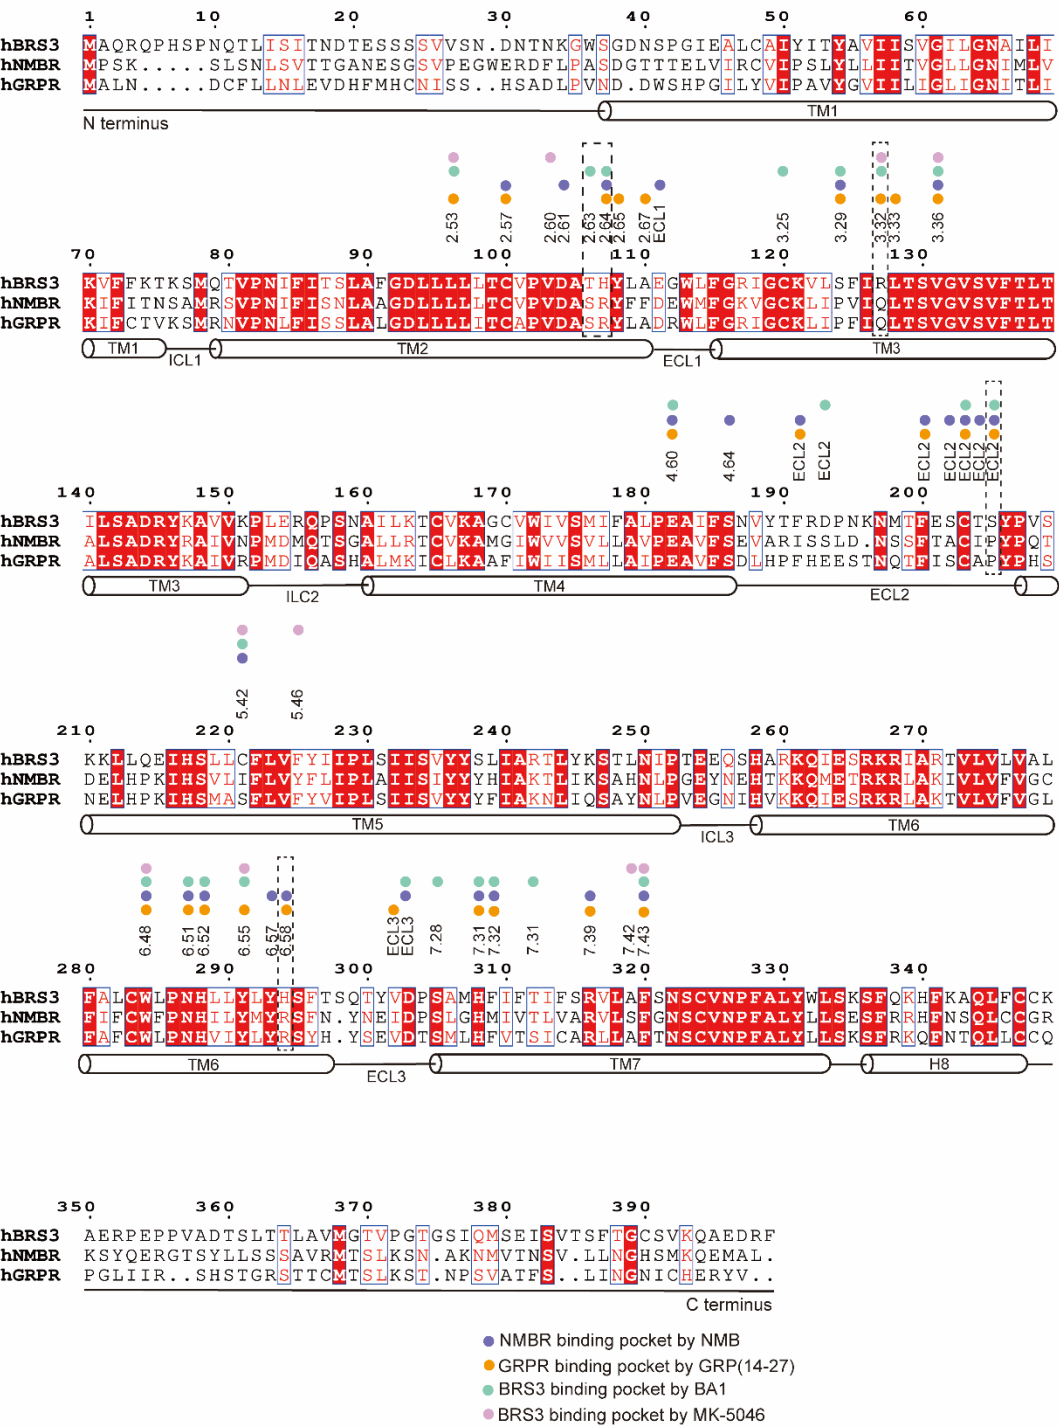 1 10 20 30 40 50 60
hBRS3 MAQRQPHSPNQTLISITNDTESSSSVVSN.DNTNKGWSGDNSPGIEALCAIYITYAVIISVGILGNAILI
hNMBR MPSK.....SLSNLSVTTGANESGSVPEGWERDFLPASDGTTTELVIRCVIPSLYLLIITVGLLGNIMLV
hGRPR MALN.....DCFLLNLEVDHFMHCNISS..HSADLPVND.DWSHPGILYVIPAVYGVIILIGLIGNITLI
N terminus TM1
2.53 2.57 2.60 2.61 2.63 2.64 2.65 2.67 ECL1 3.25 3.29 3.32 3.33 3.36
70 80 90 100 110 120 130
hBRS3 KVFFKTKSMQTVPNIFITSLAFGDLLLLLTCVPVDATHYLAEGWLFGRIGCKVLSFIRLTSVGVSVFTLT
hNMBR KIFITNSAMRSVPNIFISNLAAGDLLLLLTCVPVDASRYFFDEWMFGKVGCKLIPVIQLTSVGVSVFTLT
hGRPR KIFCTVKSMRNVPNLFISSLALGDLLLLITCAPVDASRYLADRWLFGRIGCKLIPFIQLTSVGVSVFTLT
TM1 ICL1 TM2 ECL1 TM3
4.60 4.64 ECL2 ECL2 ECL2 ECL2 ECL2 ECL2 ECL2
140 150 160 170 180 190 200
hBRS3 ILSADRYKAVVKPLERQPSNAILKTCVKAGCVWIVSMIFALPEAIFSNVYTFRDPNKNMTFESCTSYPVS
hNMBR ALSADRYRAIVNPMDMQTSGALLRTCVKAMGIWVVSVLLAVPEAVFSEVARISSLD.NSSFTACIPYPQT
hGRPR ALSADRYKAIVRPMDIQASHALMKICLKAAFIWIISMLLAIPEAVFSDLHPFHEESTNQTFISCAPYPHS
TM3 ILC2 TM4 ECL2
5.42 5.46
210 220 230 240 250 260 270
hBRS3 KKLLQEIHSLLCFLVFYIIPLSIISVYYSLIARTLYKSTLNIPTEEQSHARKQIESRKRIARTVLVLVAL
hNMBR DELHPKIHSVLIFLVYFLIPLAIISIYYYHIAKTLIKSAHNLPGEYNEHTKKQMETRKRLAKIVLVFVGC
hGRPR NELHPKIHSMASFLVFYVIPLSIISVYYYFIAKNLIQSAYNLPVEGNIHVKKQIESRKRLAKTVLVFVGL
TM5 ICL3 TM6
6.48 6.51 6.52 6.55 6.57 6.58 ECL3 ECL3 7.28 7.31 7.32 7.31 7.39 7.42 7.43
280 290 300 310 320 330 340
hBRS3 FALCWLPNHLLYLYHSFTSQTYVDPSAMHFIFTIFSRVLAFSNSCVNPFALYWLSKSFQKHFKAQLFCCK
hNMBR FIFCWFPNHILYMYRSFN.YNEIDPSLGHMIVTLVARVLSFGNSCVNPFALYLLSESFRRHFNSQLCCGR
hGRPR FAFCWLPNHVIYLYRSYH.YSEVDTSMLHFVTSICARLLAFTNSCVNPFALYLLSKSFRKQFNTQLLCCQ
TM6 ECL3 TM7 H8
350 360 370 380 390
hBRS3 AERPEPPVADTSLTTLAVMGTVPGTGSIQMSEISVTSFTGCSVKQAEDRF
hNMBR KSYQERGTSYLLSSSAVRMTSLKSN.AKNMVTNSV.LLNGHSMKQEMAL.
hGRPR PGLIIR..SHSTGRSTTCMTSLKST.NPSVATFS..LINGNICHERYV..
C terminus
NMBR binding pocket by NMB
GRPR binding pocket by GRP(14-27)
BRS3 binding pocket by BA1
BRS3 binding pocket by MK-5046